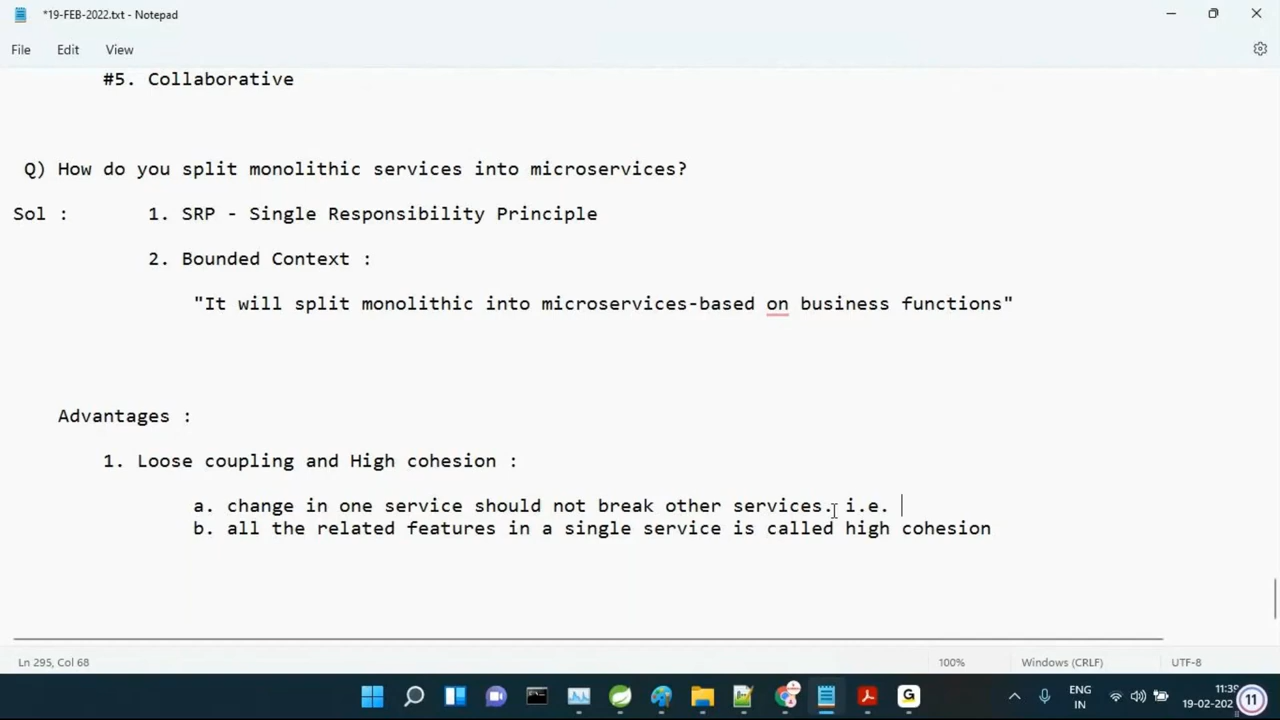 *19-FEB-2022.txt - Notepad
File Edit View
#5. Collaborative
Q) How do you split monolithic services into microservices?
Sol : 1. SRP - Single Responsibility Principle
2. Bounded Context :
"It will split monolithic into microservices-based on business functions"
Advantages :
1. Loose coupling and High cohesion :
a. change in one service should not break other services. i.e.
b. all the related features in a single service is called high cohesion
Ln 295, Col 68 100% Windows (CRLF) UTF-8
ENG 11:39
IN 19-02-202 11